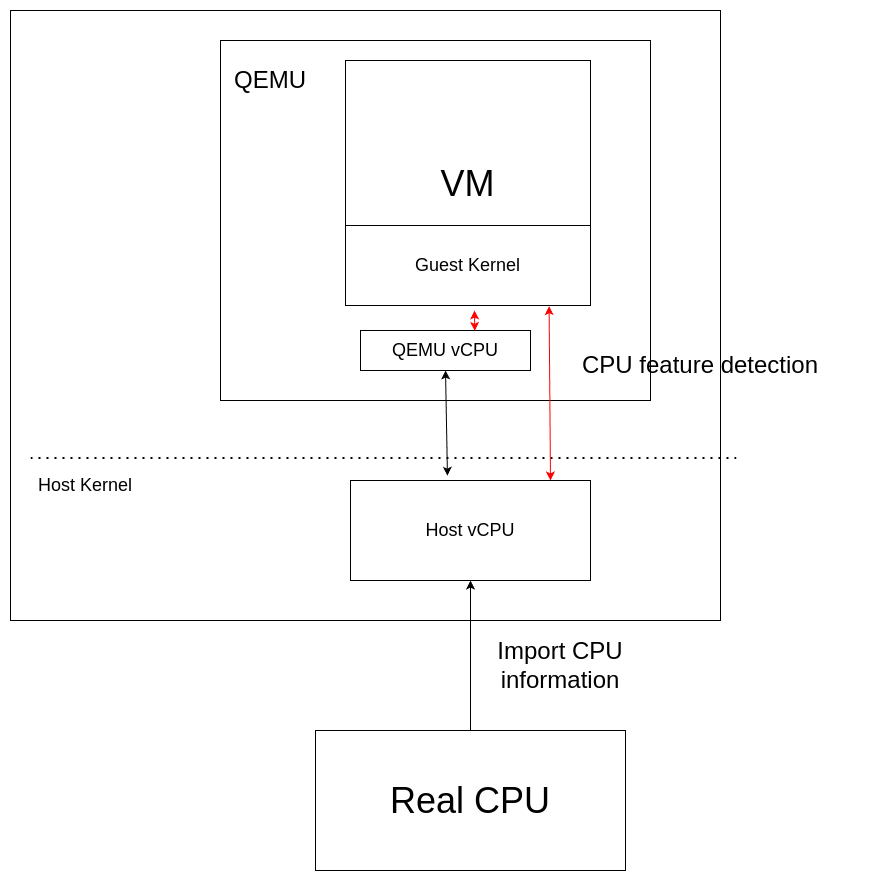 QEMU
VM
Guest Kernel
QEMU vCPU
CPU feature detection
Host Kernel
Host vCPU
Import CPU
information
Real CPU